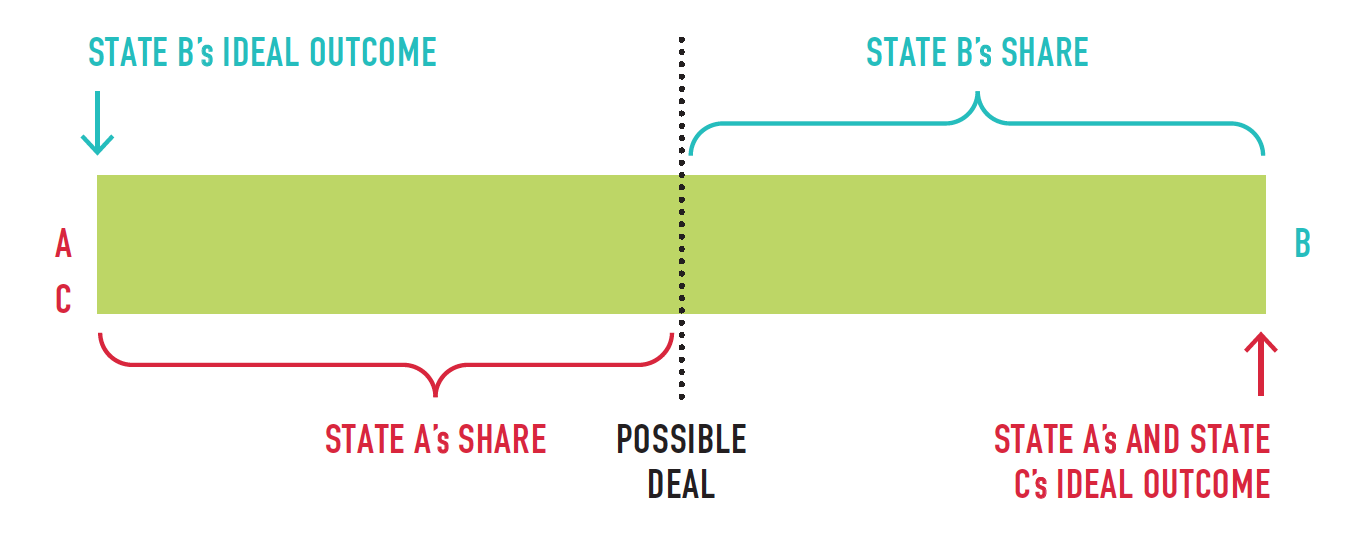 STATE B's IDEAL OUTCOME
STATE B's SHARE
A
B
C
STATE A's SHARE
POSSIBLE
DEAL
STATE A's AND STATE
C's IDEAL OUTCOME